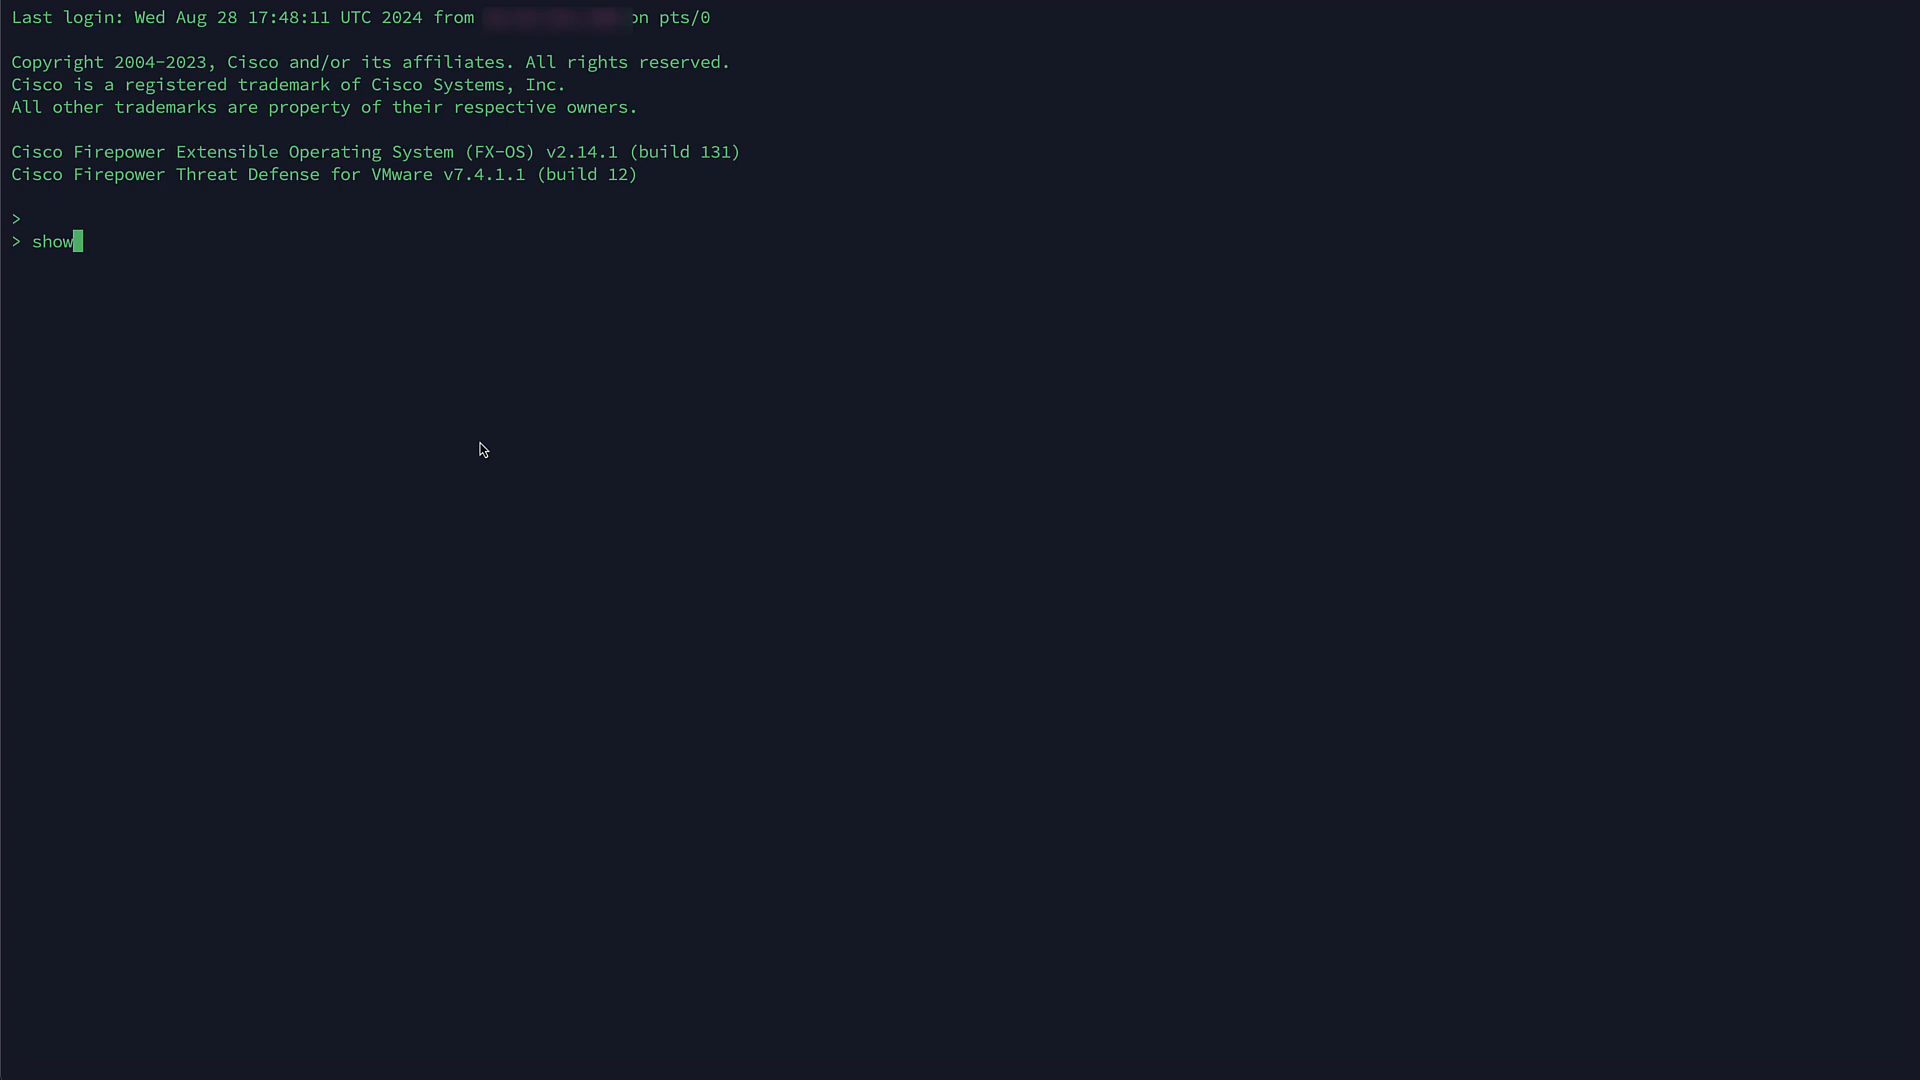 Last login: Wed Aug 28 17:48:11 UTC 2024 from on pts/0
Copyright 2004-2023, Cisco and/or its affiliates. All rights reserved.
Cisco is a registered trademark of Cisco Systems, Inc.
All other trademarks are property of their respective owners.
Cisco Firepower Extensible Operating System (FX-OS) v2.14.1 (build 131)
Cisco Firepower Threat Defense for VMware v7.4.1.1 (build 12)
>
> show